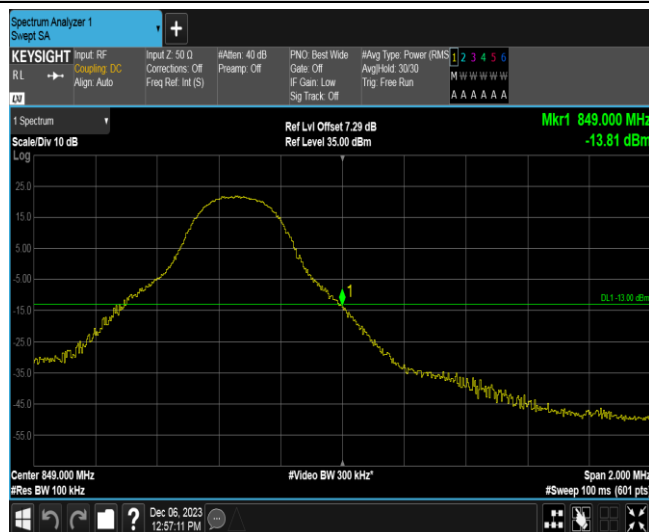 Spectrum Analyzer 1
Swept SA
+
KEYSIGHT Input: RF Input Z: 50 Ω #Atten: 40 dB PNO: Best Wide #Avg Type: Power (RMS 1 2 3 4 5 6
RL Coupling: DC Corrections: Off Preamp: Off Gate: Off Avg|Hold: 30/30 M W W W W W
Align: Auto Freq Ref: Int (S) IF Gain: Low Trig: Free Run
LXI Sig Track: Off A A A A A A
1 Spectrum Ref Lvl Offset 7.29 dB Mkr1 849.000 MHz
Scale/Div 10 dB Ref Level 35.00 dBm -13.81 dBm
Log
25.0
15.0
5.00
-5.00
1
DL1 -13.00 dBm
-15.0
-25.0
-35.0
-45.0
-55.0
Center 849.000 MHz #Video BW 300 kHz* Span 2.000 MHz
#Res BW 100 kHz #Sweep 100 ms (601 pts)
? Dec 06, 2023
12:57:11 PM